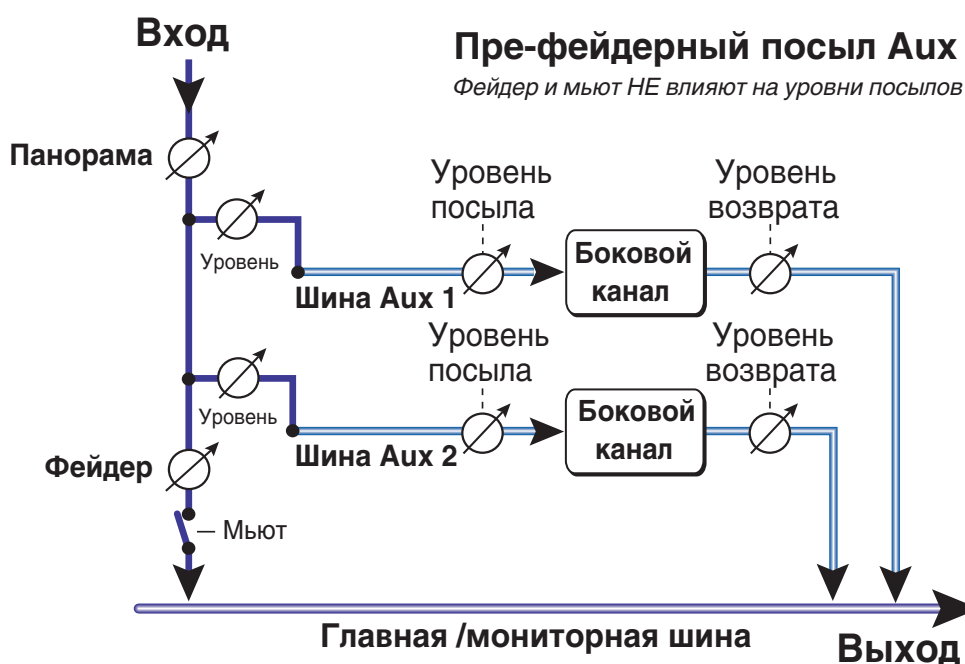 Вход
Пре-фейдерный посыл Aux
Фейдер и мьют НЕ влияют на уровни посылов
Панорама
Уровень
посыла
Уровень
возврата
Уровень
Боковой
канал
Шина Aux 1
Уровень
посыла
Уровень
возврата
Уровень
Боковой
канал
Шина Aux 2
Фейдер
— Мьют
Главная /мониторная шина
Выход